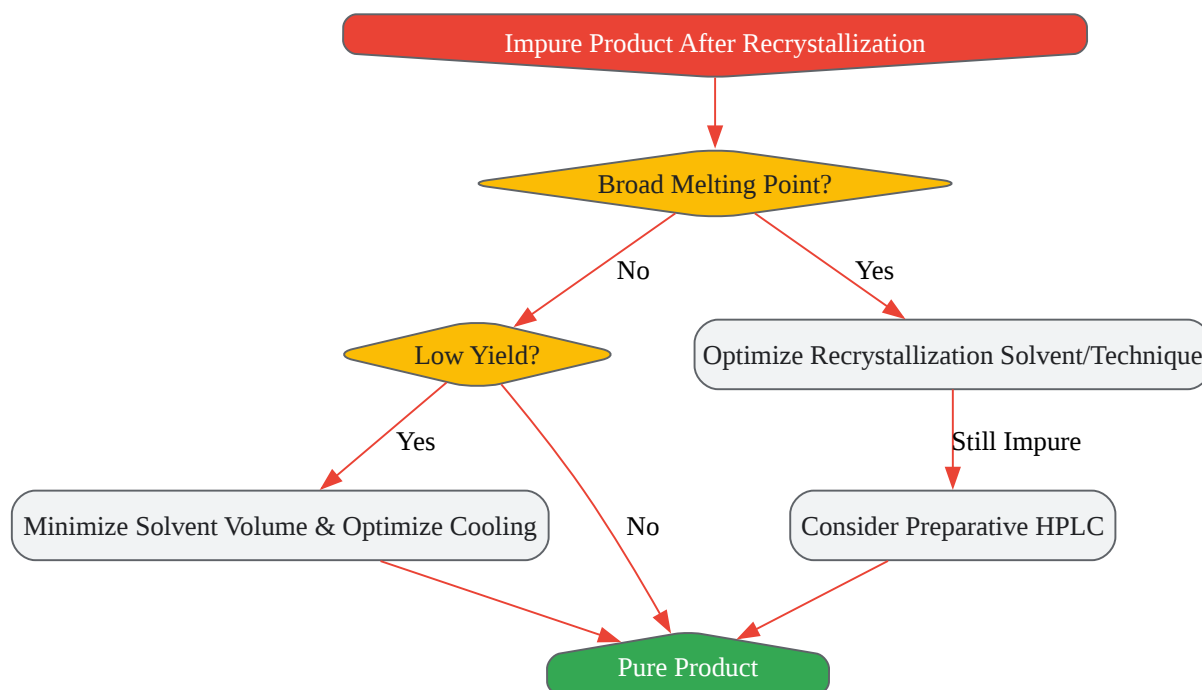 Impure Product After Recrystallization
Broad Melting Point?
No
Yes
Low Yield?
Optimize Recrystallization Solvent/Technique
Yes
Still Impure
Minimize Solvent Volume & Optimize Cooling
No
Consider Preparative HPLC
Pure Product